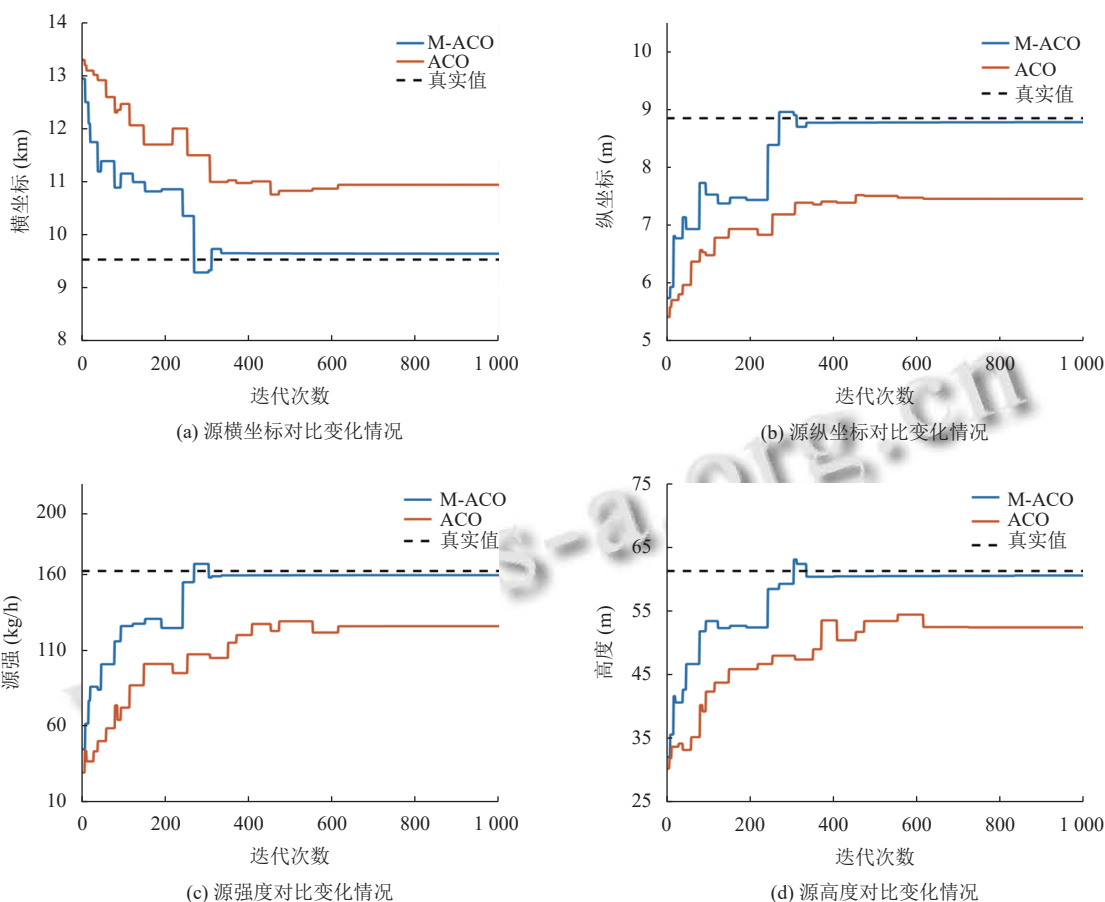 14
13
12
11
10
9
8
横坐标 (km)
M-ACO
ACO
真实值
0 200 400 600 800 1 000
迭代次数
(a) 源横坐标对比变化情况
10
9
8
7
6
5
纵坐标 (m)
M-ACO
ACO
真实值
0 200 400 600 800 1 000
迭代次数
(b) 源纵坐标对比变化情况
200
160
110
60
10
源强 (kg/h)
M-ACO
ACO
真实值
0 200 400 600 800 1 000
迭代次数
(c) 源强度对比变化情况
75
65
55
45
35
25
高度 (m)
M-ACO
ACO
真实值
0 200 400 600 800 1 000
迭代次数
(d) 源高度对比变化情况
s-a
org.cn